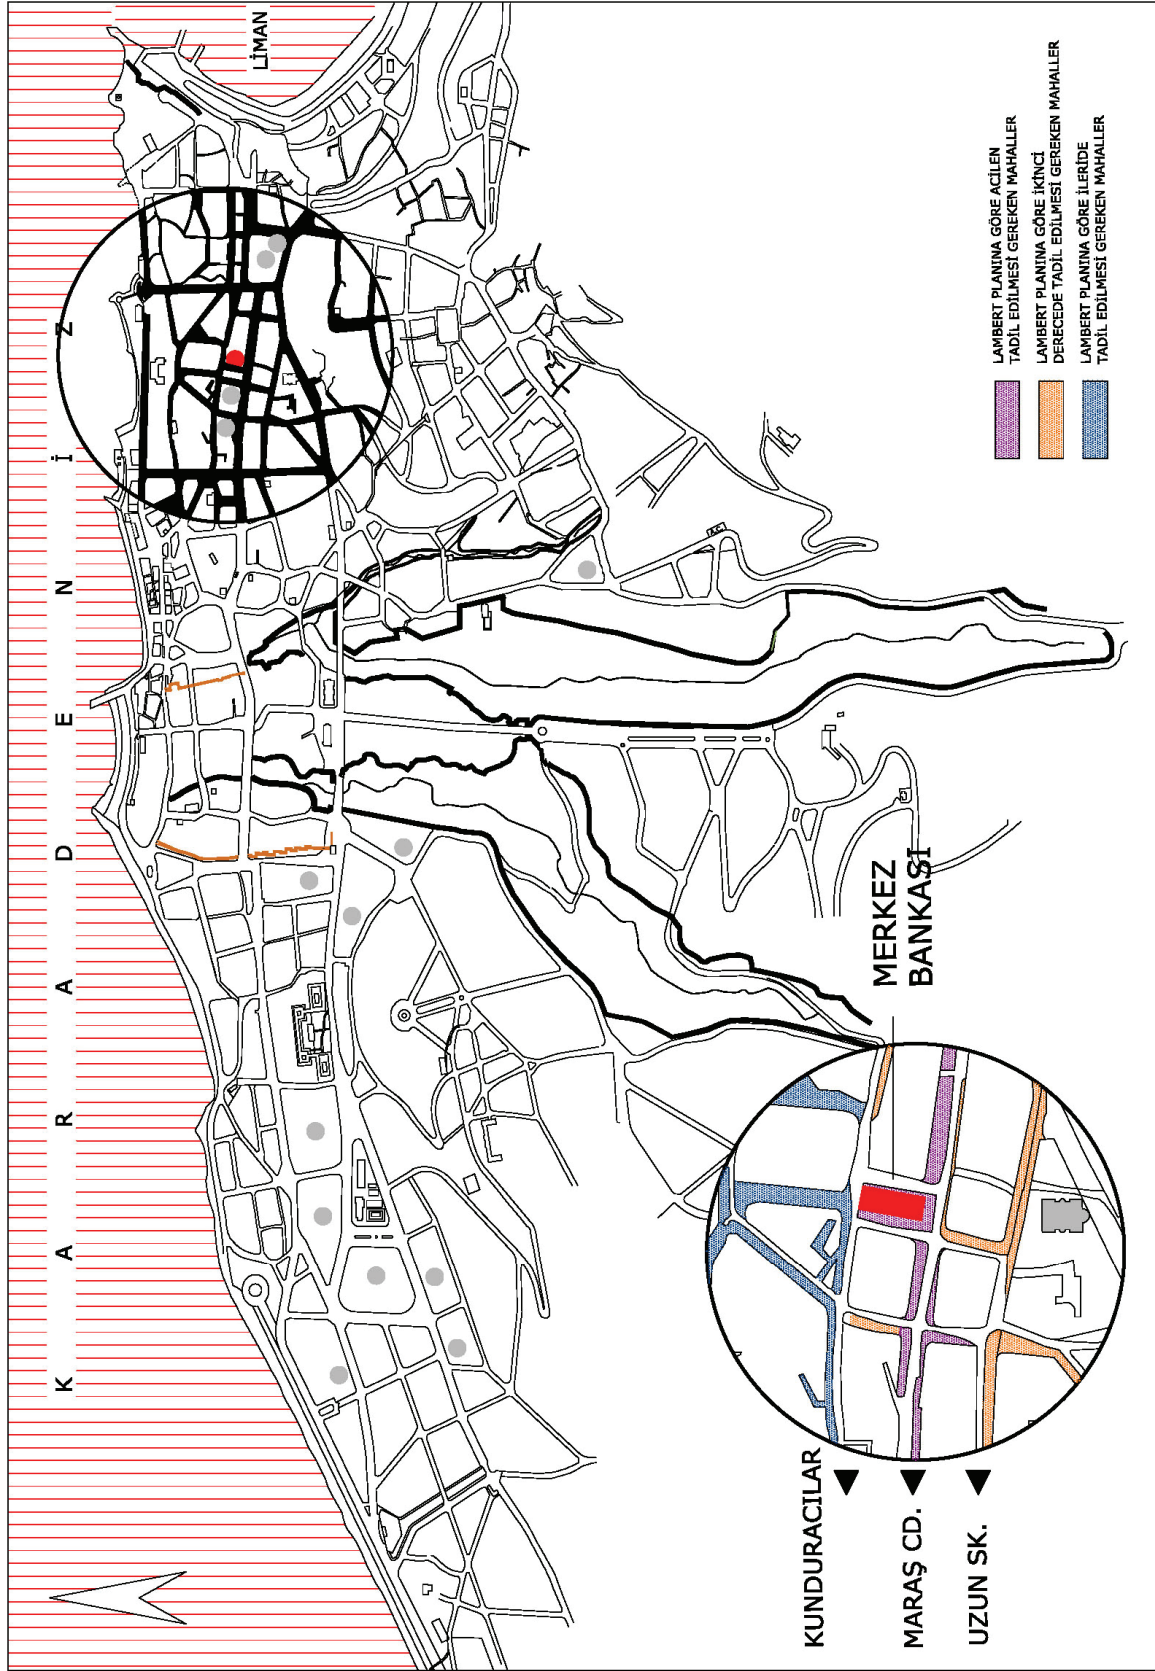 K A R A D E N İ Z
LİMAN
MERKEZ
BANKASI
KUNDURACILAR
MARAŞ CD.
UZUN SK.
LAMBERT PLANINA GÖRE ACİLEN
TADİL EDİLMESİ GEREKEN MAHALLER
LAMBERT PLANINA GÖRE İKİNCİ
DERECEDE TADİL EDİLMESİ GEREKEN MAHALLER
LAMBERT PLANINA GÖRE İLERİDE
TADİL EDİLMESİ GEREKEN MAHALLER